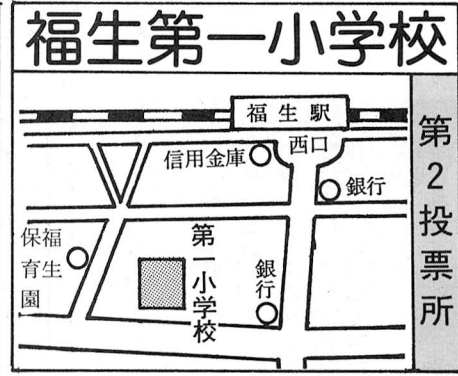 福生第一小学校
第2投票所
福生駅
西口
信用金庫
銀行
保育園
福生
第一小学校
銀行